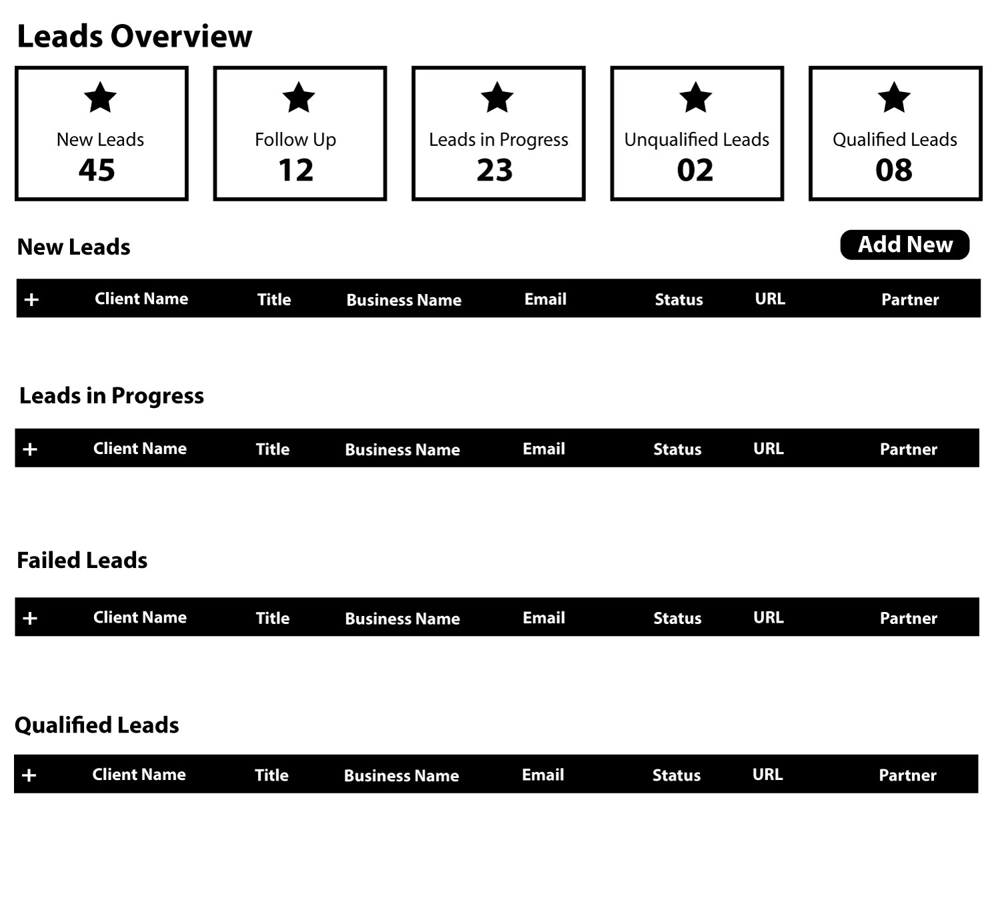 Leads Overview
New Leads
45
Follow Up
12
Leads in Progress
23
Unqualified Leads
02
Qualified Leads
08
New Leads
Add New
+ Client Name Title Business Name Email Status URL Partner
Leads in Progress
+ Client Name Title Business Name Email Status URL Partner
Failed Leads
+ Client Name Title Business Name Email Status URL Partner
Qualified Leads
+ Client Name Title Business Name Email Status URL Partner